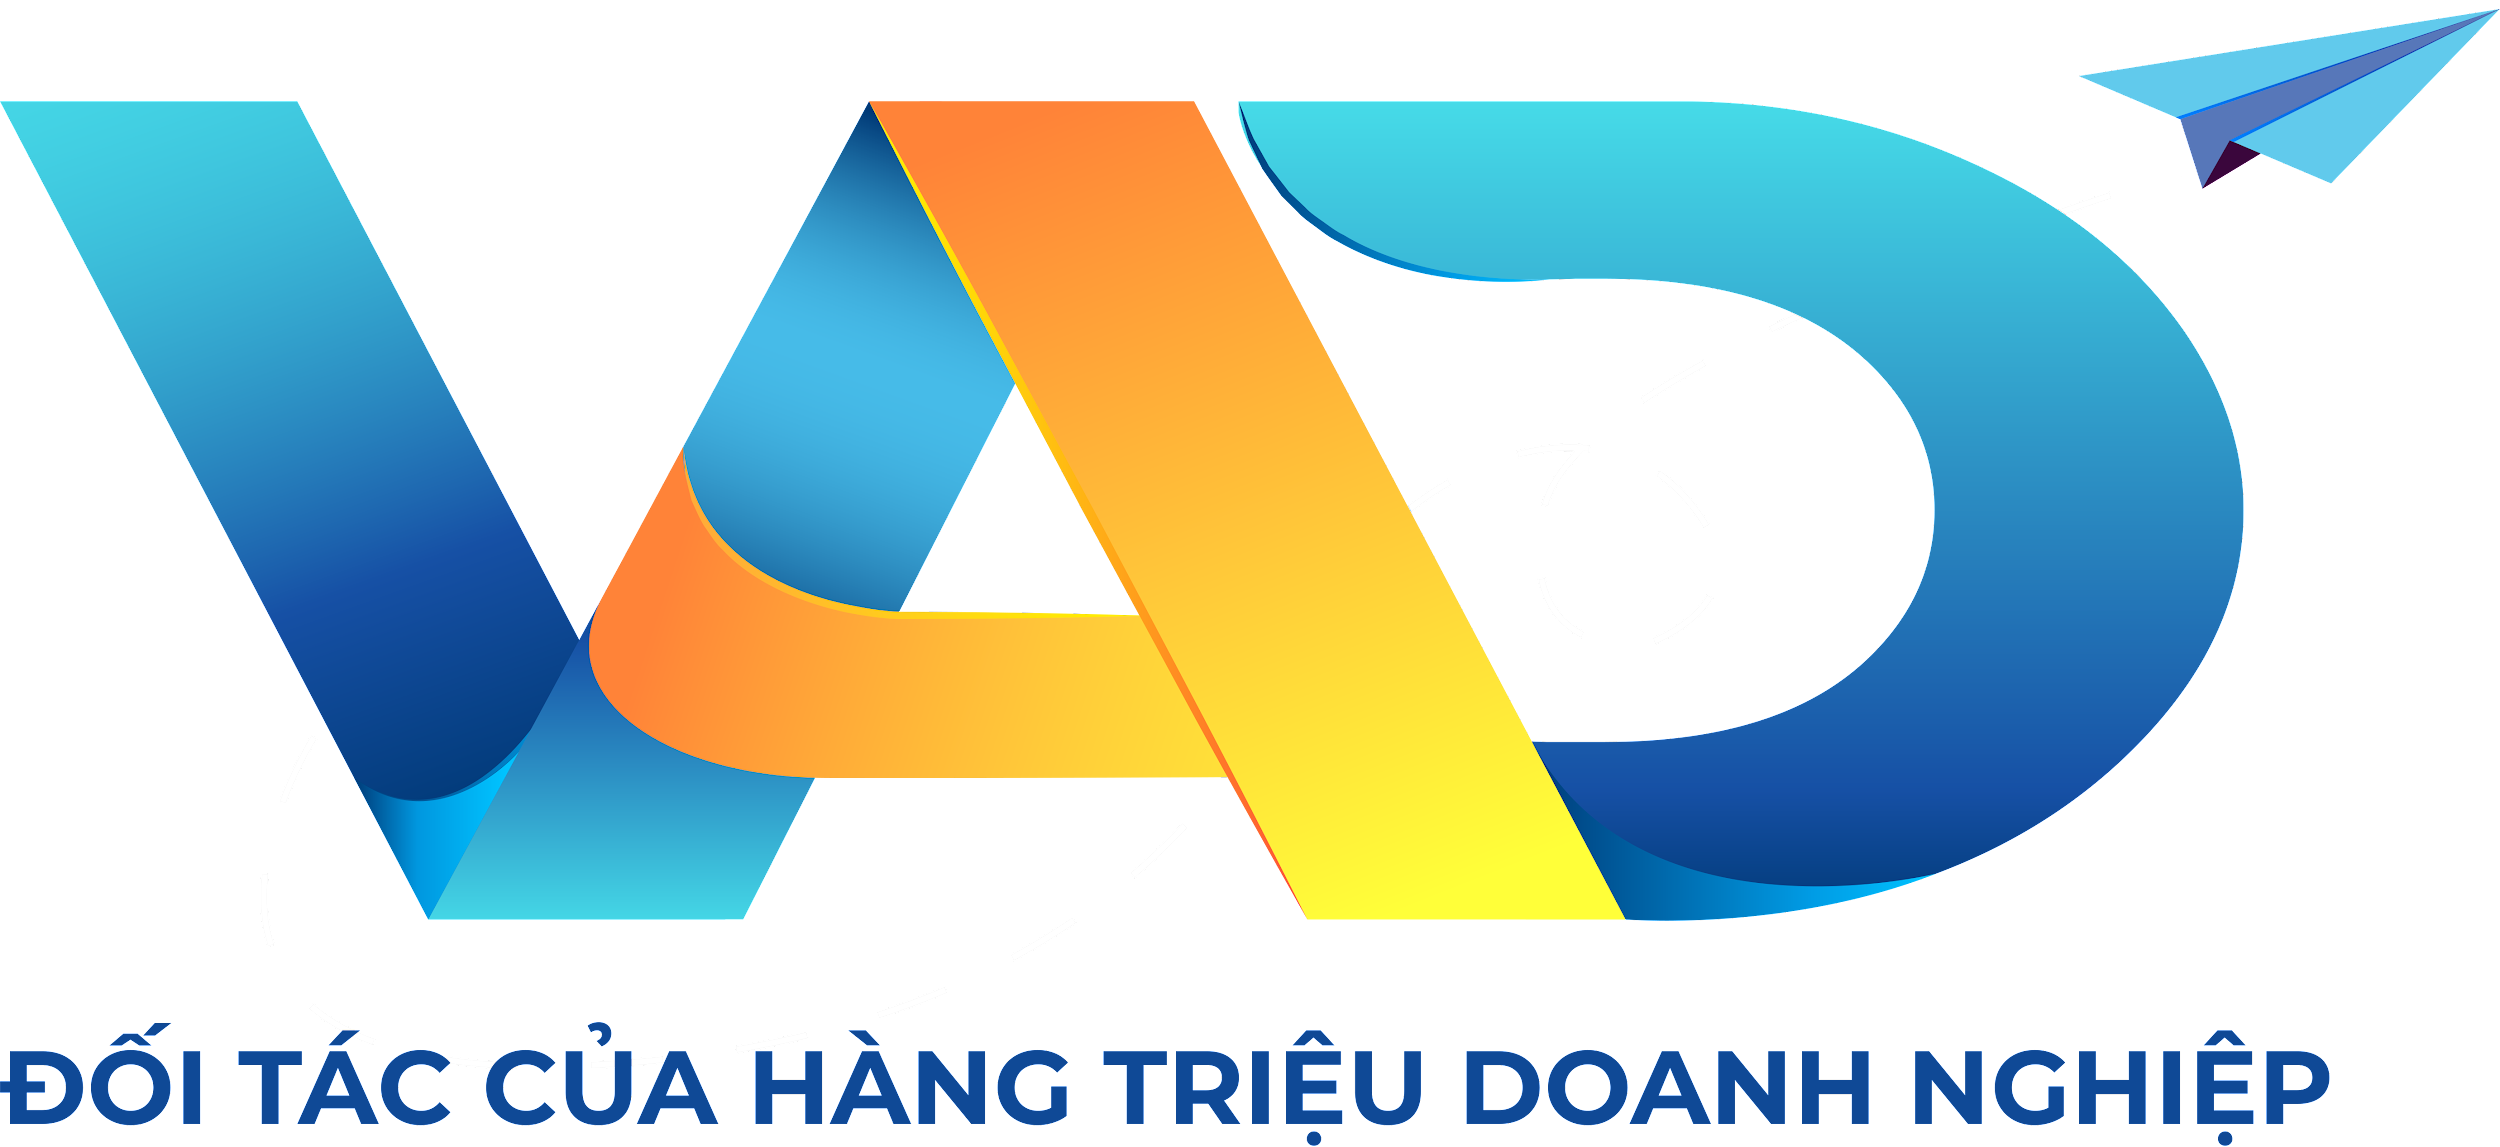 VAD
ĐỐI TÁC CỦA HÀNG TRIỆU DOANH NGHIỆP